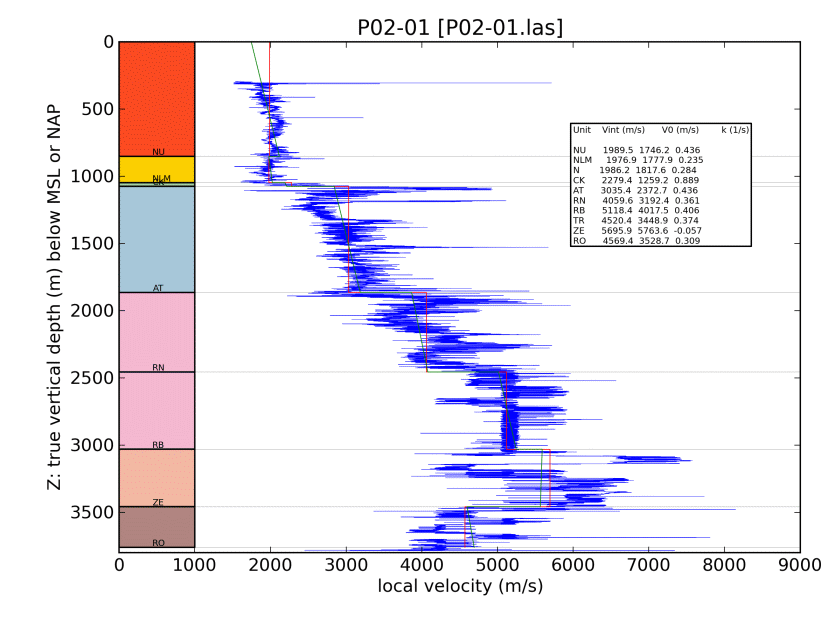 P02-01 [P02-01.las]
Z: true vertical depth (m) below MSL or NAP
0
500
1000
1500
2000
2500
3000
3500
NU
NLM
CK
AT
RN
RB
ZE
RO
Unit Vint (m/s) V0 (m/s) k (1/s)
NU 1989.5 1746.2 0.436
NLM 1976.9 1777.9 0.235
N 1986.2 1817.6 0.284
CK 2279.4 1259.2 0.889
AT 3035.4 2372.7 0.436
RN 4059.6 3192.4 0.361
RB 5118.4 4017.5 0.406
TR 4520.4 3448.9 0.374
ZE 5695.9 5763.6 -0.057
RO 4569.4 3528.7 0.309
0 1000 2000 3000 4000 5000 6000 7000 8000 9000
local velocity (m/s)